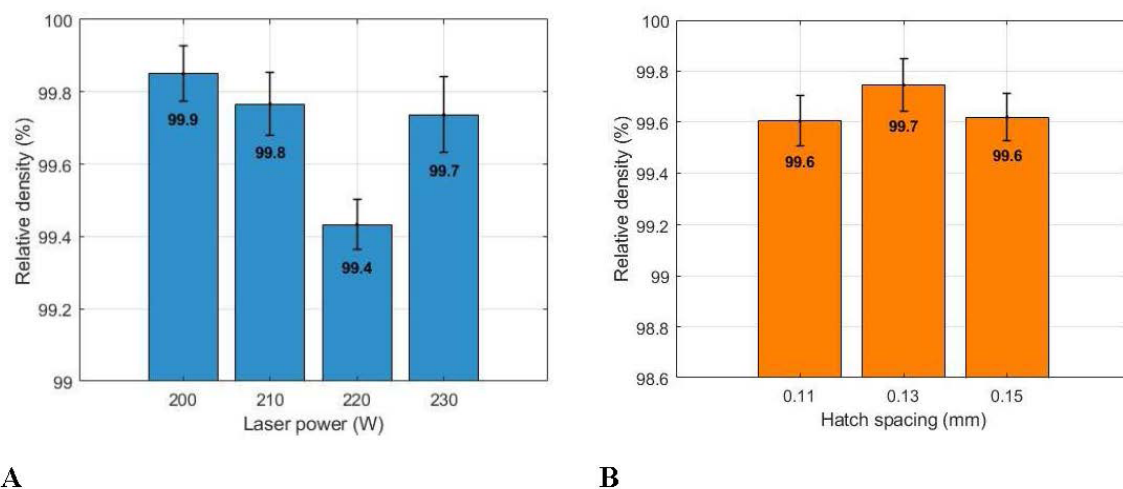 100
99.8
99.6
99.4
99.2
99
Relative density (%)
99.9
99.8
99.4
99.7
200 210 220 230
Laser power (W)
A
100
99.8
99.6
99.4
99.2
99
98.8
98.6
Relative density (%)
99.6
99.7
99.6
0.11 0.13 0.15
Hatch spacing (mm)
B